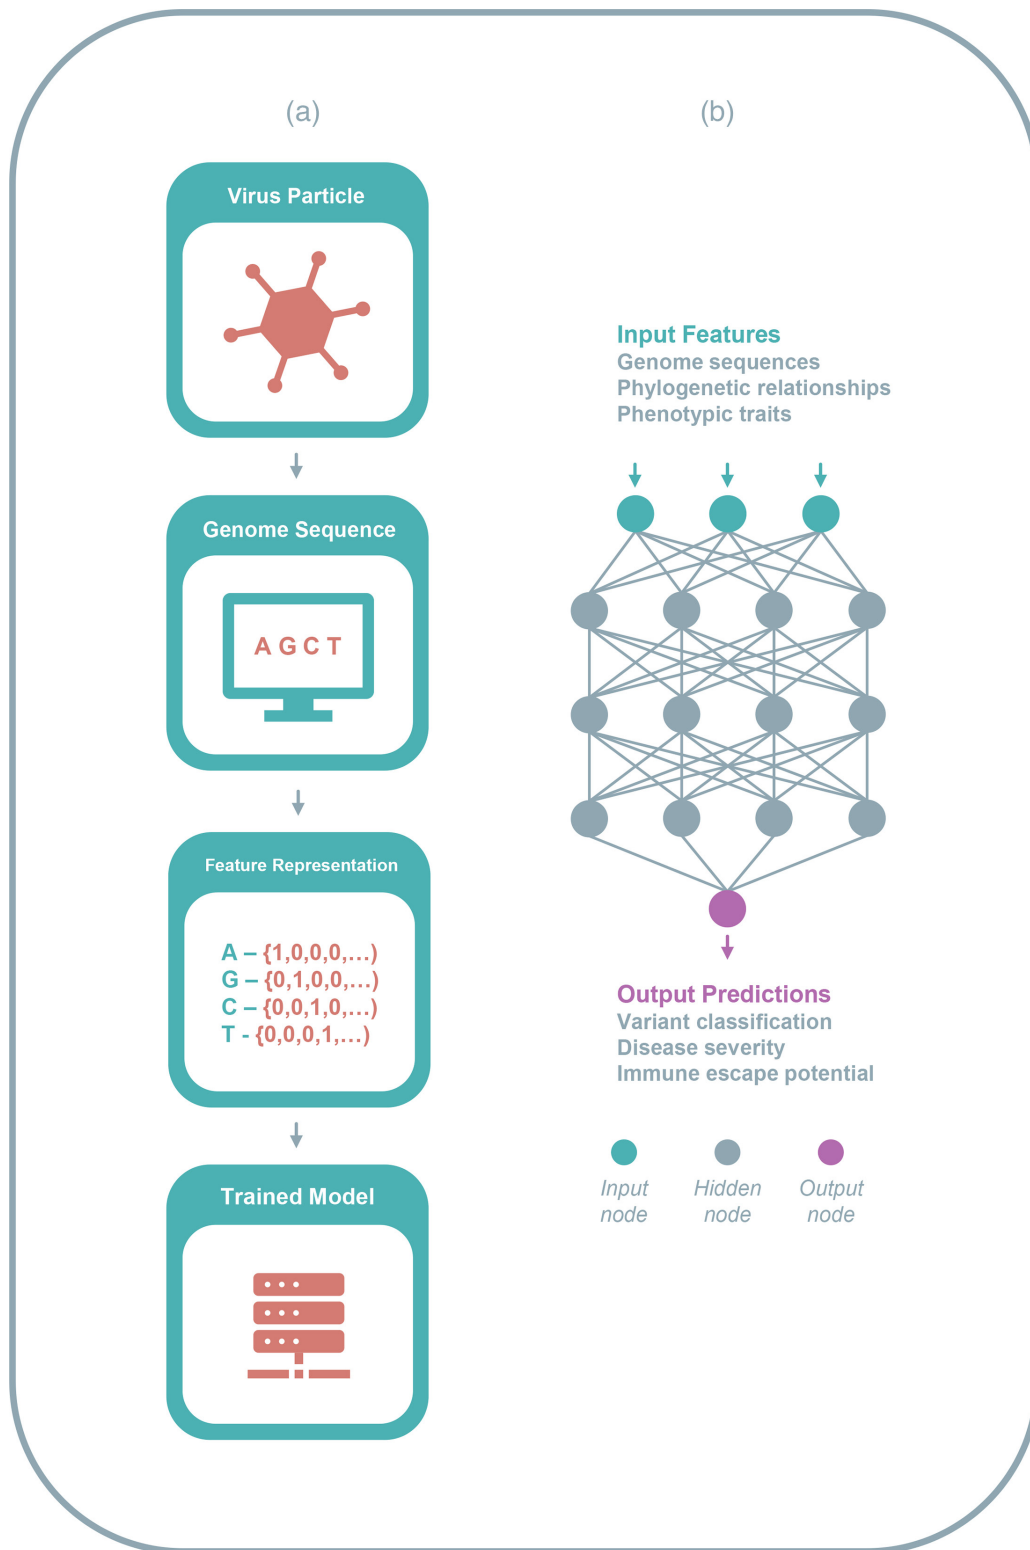 (a)
Virus Particle
Genome Sequence
A G C T
Feature Representation
A – {1,0,0,0,…)
G – {0,1,0,0,…)
C – {0,0,1,0,…)
T - {0,0,0,1,…)
Trained Model
(b)
Input Features
Genome sequences
Phylogenetic relationships
Phenotypic traits
Output Predictions
Variant classification
Disease severity
Immune escape potential
Input
node
Hidden
node
Output
node